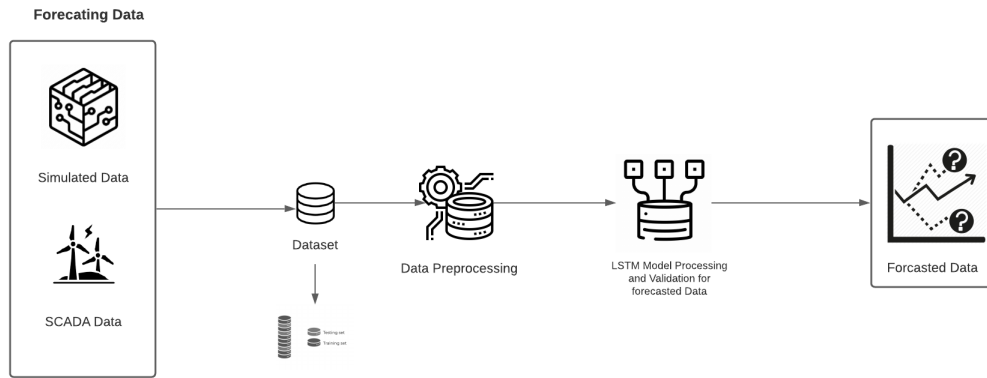 Forecating Data
Simulated Data
SCADA Data
Dataset
Testing set
Training set
Data Preprocessing
LSTM Model Processing
and Validation for
forecasted Data
Forcasted Data